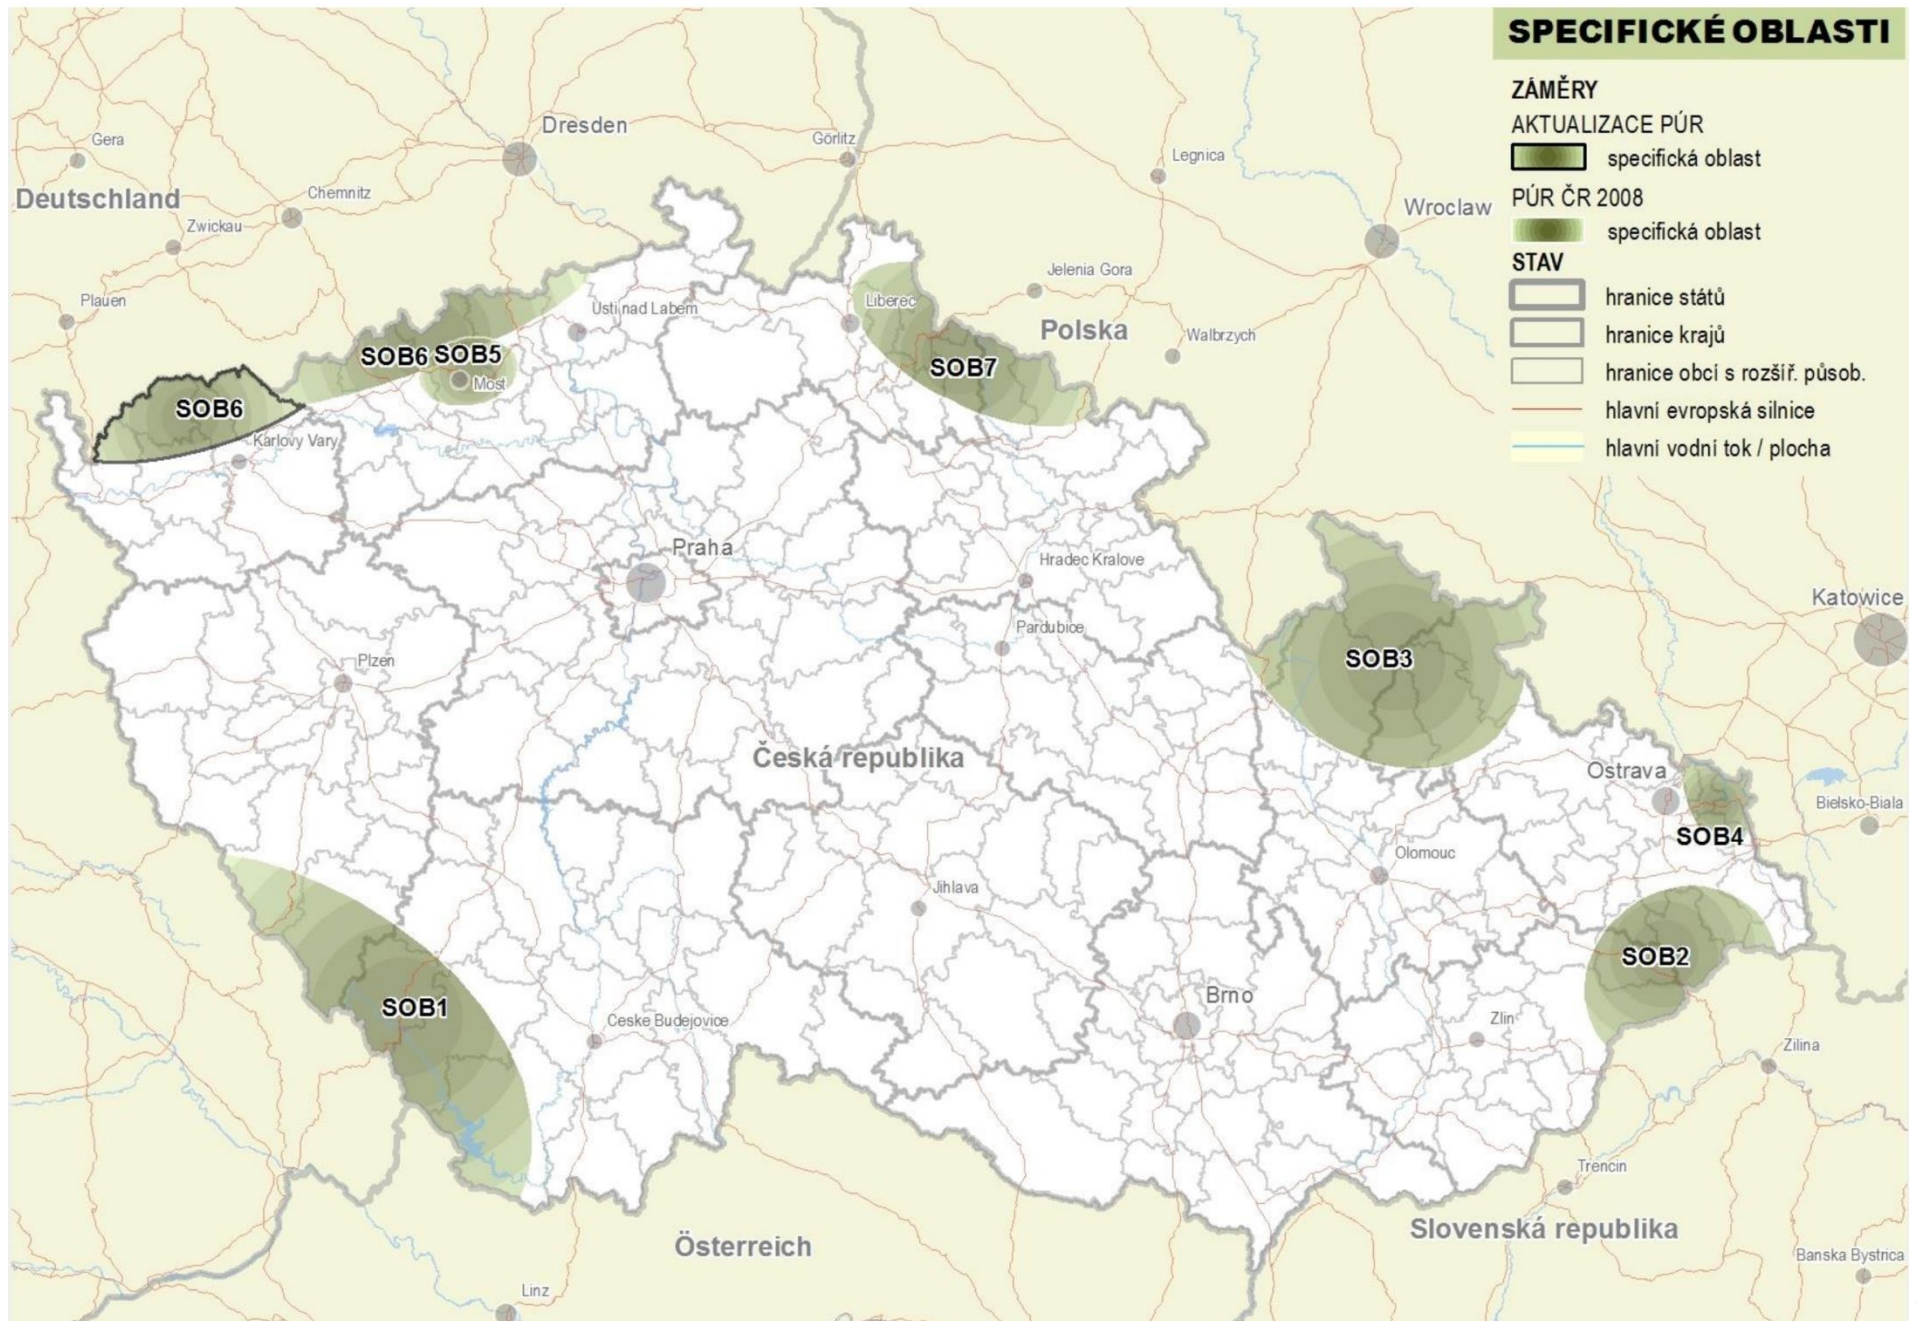 SPECIFICKÉ OBLASTI
ZÁMĚRY
AKTUALIZACE PÚR
specifická oblast
PÚR ČR 2008
specifická oblast
STAV
hranice států
hranice krajů
hranice obcí s rozšíř. působ.
hlavní evropská silnice
hlavní vodní tok / plocha
Dresden
Gera
Görlitz
Legnica
Deutschland
Chemnitz
Wroclaw
Zwickau
Jelenia Gora
Plauen
Liberec
Usti nad Labem
Polska
Walbrzych
SOB6
SOB5
SOB7
Most
SOB6
Karlovy Vary
Praha
Hradec Kralove
Katowice
Pardubice
Plzen
SOB3
Česká republika
Ostrava
Bielsko-Biala
SOB4
Olomouc
Jihlava
SOB2
Brno
SOB1
Ceske Budejovice
Zlin
Zilina
Trencin
Slovenská republika
Österreich
Banska Bystrica
Linz